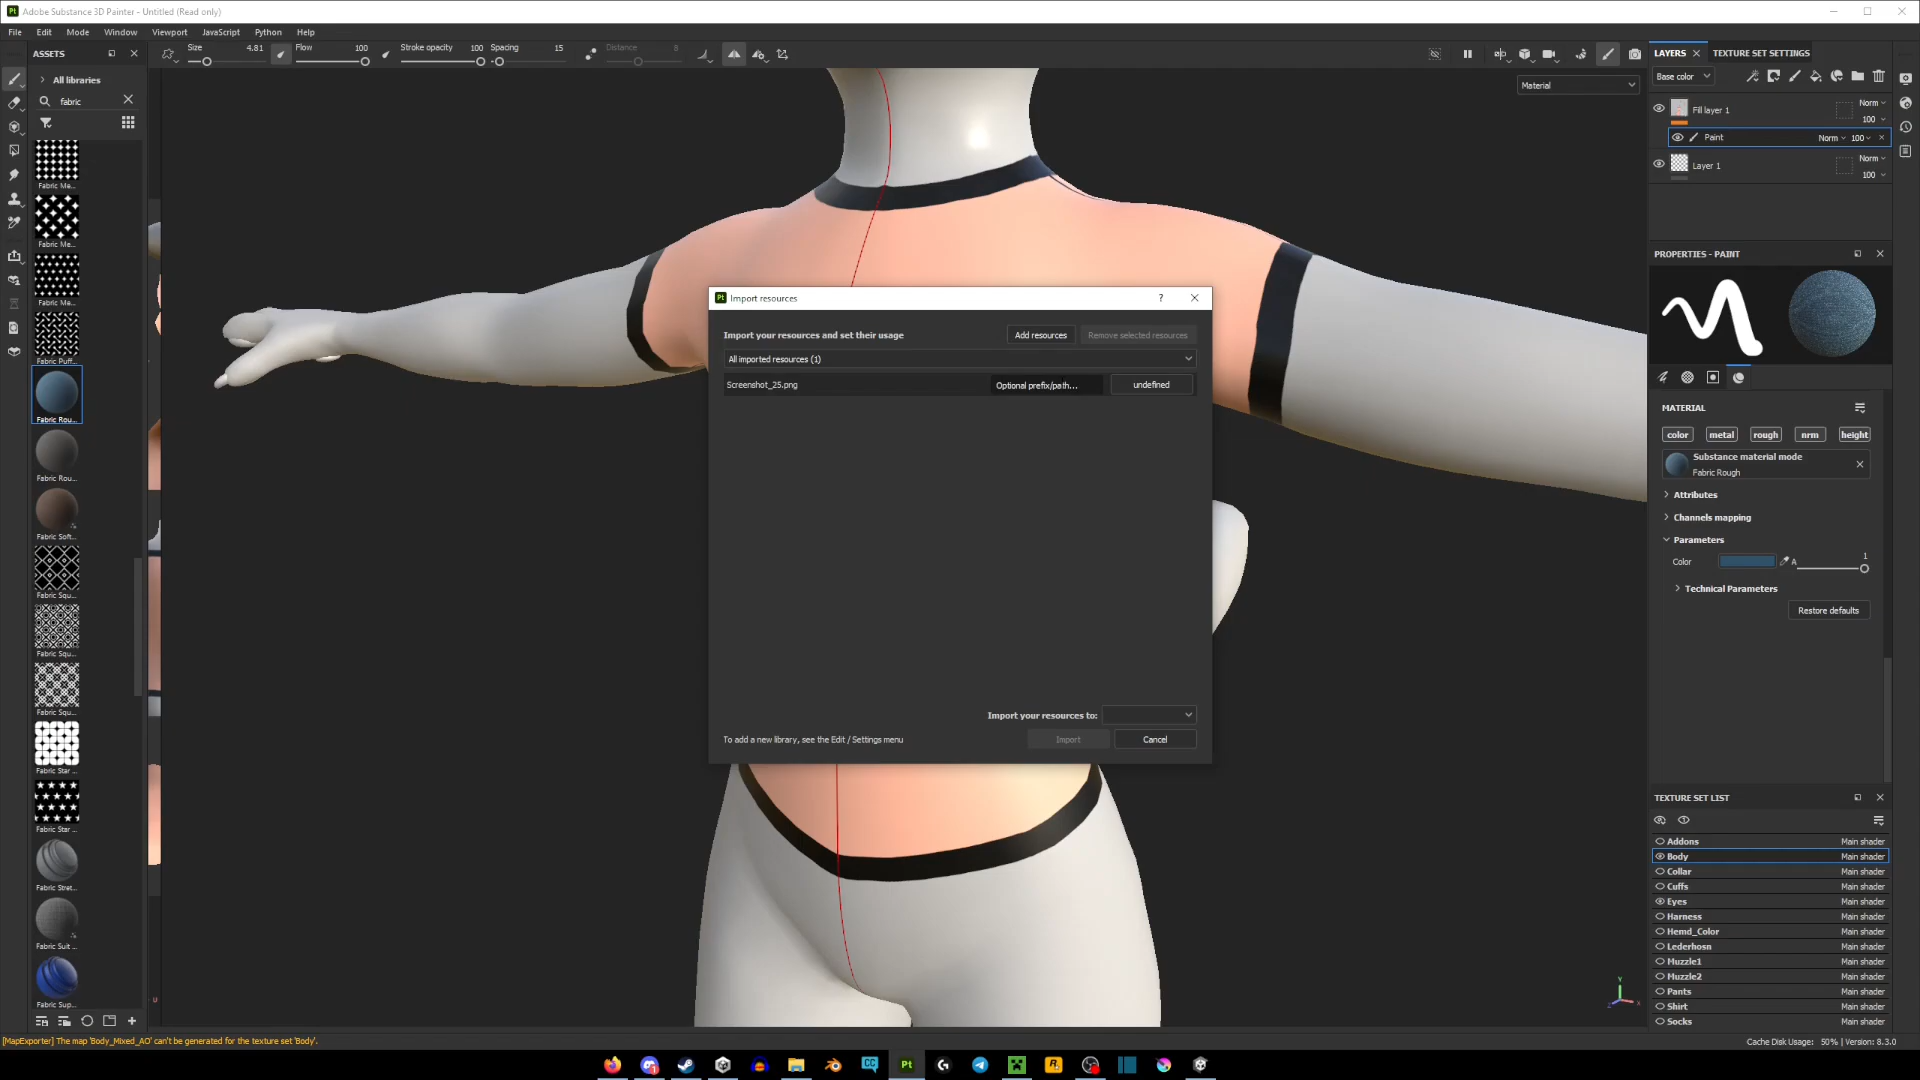 Adobe Substance 3D Painter - Untitled (Read only)
File Edit Mode Window Viewport JavaScript Python Help
ASSETS
Size 4.81 Flow 100 Stroke opacity 100 Spacing 15 Distance 8
All libraries
fabric
Fabric Me...
Fabric Me...
Fabric Me...
Fabric Puff...
Fabric Rou...
Fabric Rou...
Fabric Soft...
Fabric Squ...
Fabric Squ...
Fabric Squ...
Fabric Star ...
Fabric Star ...
Fabric Stret...
Fabric Suit ...
Fabric Sup...
Material
Import resources
?
Import your resources and set their usage
Add resources
Remove selected resources
All imported resources (1)
Screenshot_25.png
Optional prefix/path...
undefined
Import your resources to:
To add a new library, see the Edit / Settings menu
Import
Cancel
Y
LAYERS
TEXTURE SET SETTINGS
Base color
Fill layer 1
Norm
100
Paint
Norm 100
Layer 1
Norm
100
PROPERTIES - PAINT
MATERIAL
color metal rough nrm height
Substance material mode
Fabric Rough
Attributes
Channels mapping
Parameters
Color
A
1
Technical Parameters
Restore defaults
TEXTURE SET LIST
Addons Main shader
Body Main shader
Collar Main shader
Cuffs Main shader
Eyes Main shader
Harness Main shader
Hemd_Color Main shader
Lederhosn Main shader
Muzzle1 Main shader
Muzzle2 Main shader
Pants Main shader
Shirt Main shader
Socks Main shader
[MapExporter] The map 'Body_Mixed_AO' can't be generated for the texture set 'Body'.
Cache Disk Usage: 50% | Version: 8.3.0